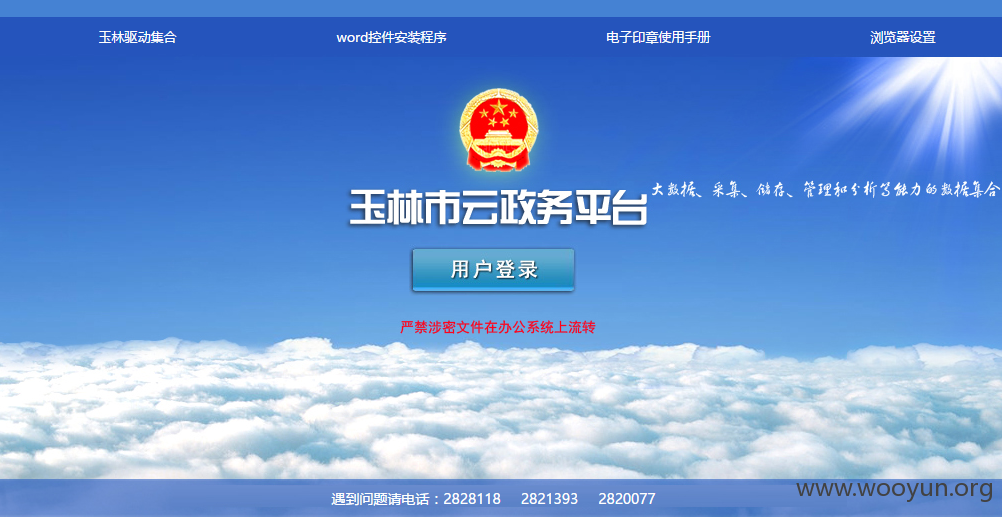 玉林驱动集合 word控件安装程序 电子印章使用手册 浏览器设置
大数据、采集、储存、管理和分析等能力的数据集合
玉林市云政务平台
用户登录
严禁涉密文件在办公系统上流转
www.wooyun.org
遇到问题请电话：2828118 2821393 2820077